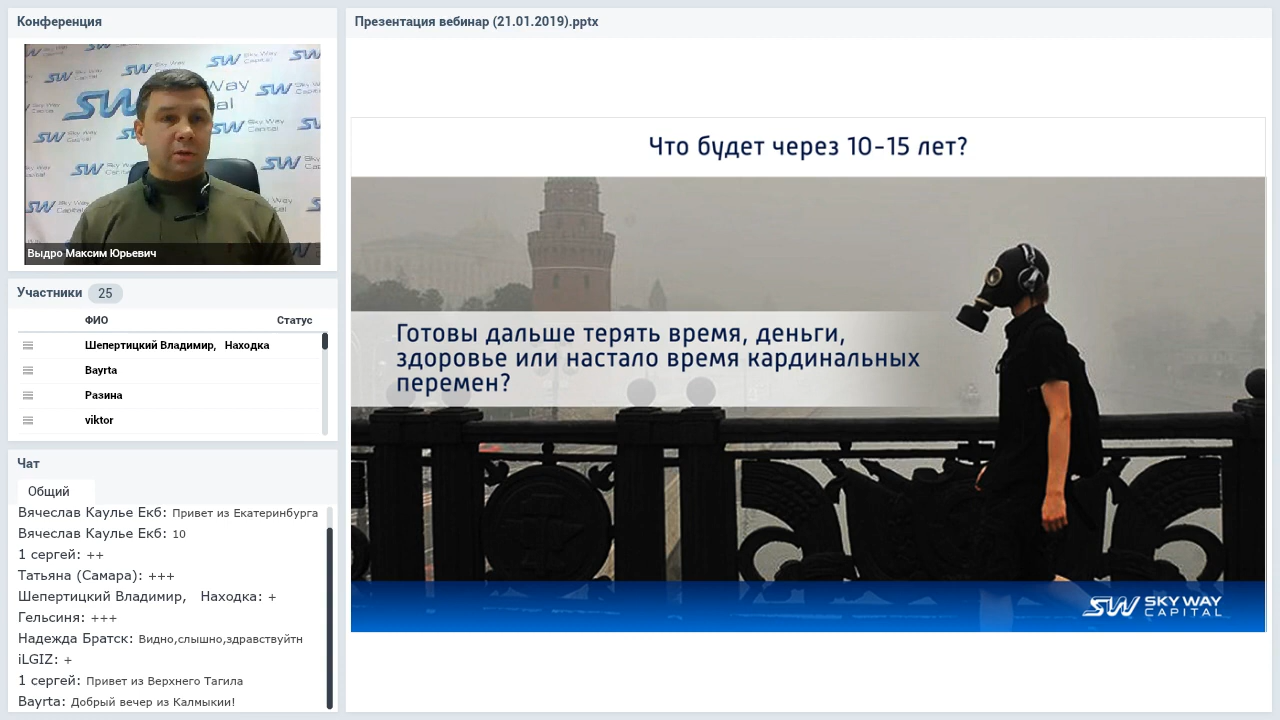 Конференция
Sky Way Capital
Выдро Максим Юрьевич
Участники 25
ФИО Статус
Шепертицкий Владимир, Находка
Bayrta
Разина
viktor
Чат
Общий
Вячеслав Каулье Екб: Привет из Екатеринбурга
Вячеслав Каулье Екб: 10
1 сергей: ++
Татьяна (Самара): +++
Шепертицкий Владимир, Находка: +
Гельсиня: +++
Надежда Братск: Видно,слышно,здравствуйтн
iLGIZ: +
1 сергей: Привет из Верхнего Тагила
Bayrta: Добрый вечер из Калмыкии!
Презентация вебинар (21.01.2019).pptx
Что будет через 10-15 лет?
Готовы дальше терять время, деньги,
здоровье или настало время кардинальных
перемен?
SW SKY WAY
CAPITAL